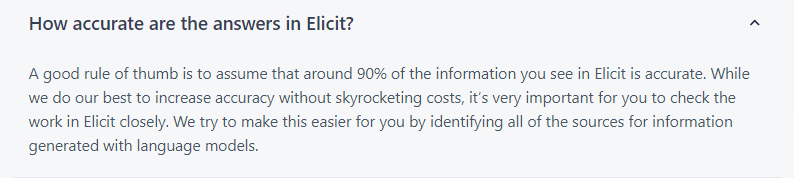 How accurate are the answers in Elicit?
A good rule of thumb is to assume that around 90% of the information you see in Elicit is accurate. While
we do our best to increase accuracy without skyrocketing costs, it’s very important for you to check the
work in Elicit closely. We try to make this easier for you by identifying all of the sources for information
generated with language models.